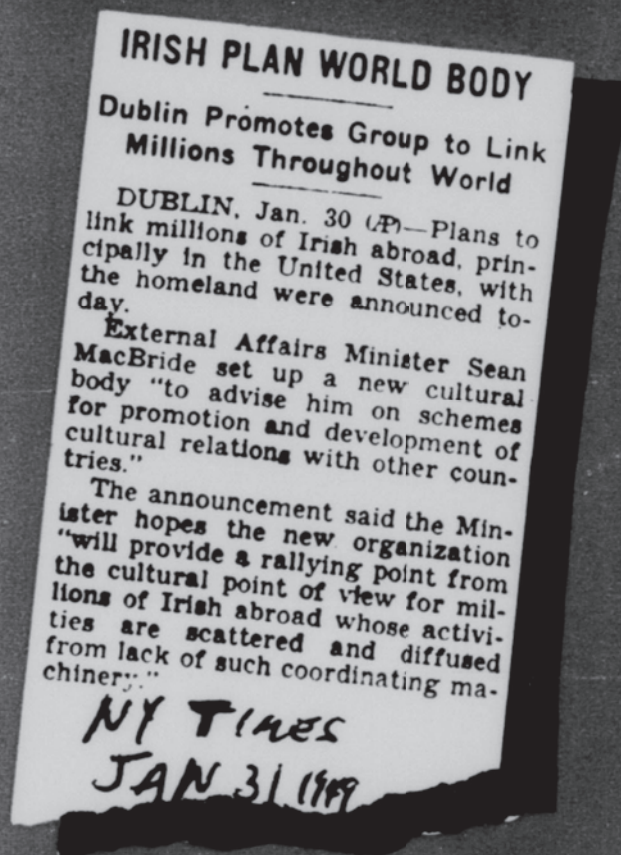 IRISH PLAN WORLD BODY
Dublin Promotes Group to Link
Millions Throughout World
DUBLIN, Jan. 30 (AP)—Plans to
link millions of Irish abroad, prin-
cipally in the United States, with
the homeland were announced to-
day.
External Affairs Minister Sean
MacBride set up a new cultural
body "to advise him on schemes
for promotion and development of
cultural relations with other coun-
tries."
The announcement said the Min-
ister hopes the new organization
"will provide a rallying point from
the cultural point of view for mil-
lions of Irish abroad whose activi-
ties are scattered and diffused
from lack of such coordinating ma-
chinery."
NY TIMES
JAN 31 1949